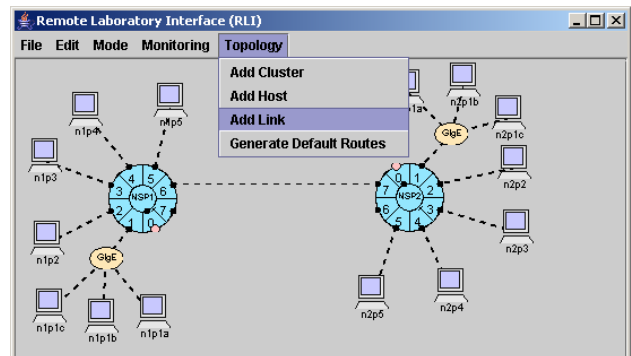 Remote Laboratory Interface (RLI)
File Edit Mode Monitoring Topology
Add Cluster
Add Host
Add Link
Generate Default Routes
n1p4
n1p5
1a
n2p1b
n2p1c
GigE
n1p3
n2p2
4 5
3 6
NSP1
2 7
1 0
0 1
7 2
NSP2
6 3
5 4
n1p2
GigE
n2p3
n1p1c
n1p1b
n1p1a
n2p5
n2p4